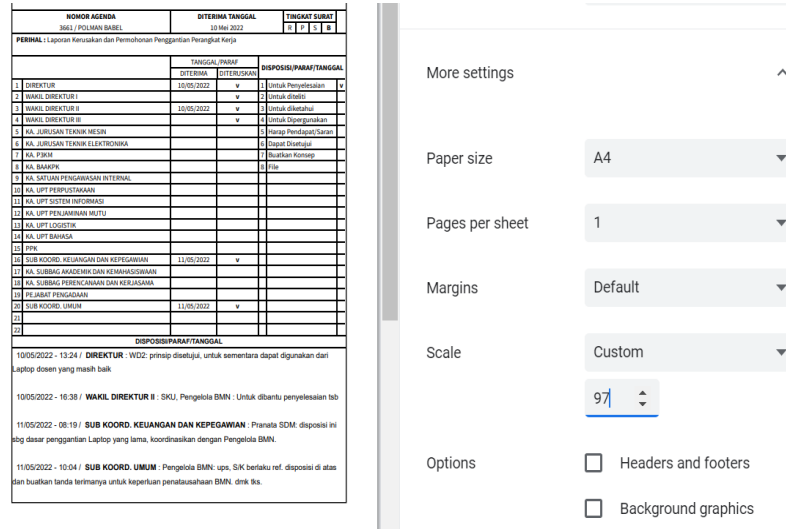 NOMOR AGENDA DITERIMA TANGGAL TINGKAT SURAT
3661 / POLMAN BABEL 10 Mei 2022 R P S B
PERIHAL : Laporan Kerusakan dan Permohonan Penggantian Perangkat Kerja
TANGGAL/PARAF DISPOSISI/PARAF/TANGGAL
DITERIMA DITERUSKAN
1 DIREKTUR 10/05/2022 v 1 Untuk Penyelesaian v
2 WAKIL DIREKTUR I v 2 Untuk diteliti
3 WAKIL DIREKTUR II 10/05/2022 v 3 Untuk diketahui
4 WAKIL DIREKTUR III v 4 Untuk Dipergunakan
5 KA. JURUSAN TEKNIK MESIN 5 Harap Pendapat/Saran
6 KA. JURUSAN TEKNIK ELEKTRONIKA 6 Dapat Disetujui
7 KA. P3KM 7 Buatkan Konsep
8 KA. BAAKPK 8 File
9 KA. SATUAN PENGAWASAN INTERNAL
10 KA. UPT PERPUSTAKAAN
11 KA. UPT SISTEM INFORMASI
12 KA. UPT PENJAMINAN MUTU
13 KA. UPT LOGISTIK
14 KA. UPT BAHASA
15 PPK
16 SUB KOORD. KEUANGAN DAN KEPEGAWIAN 11/05/2022 v
17 KA. SUBBAG AKADEMIK DAN KEMAHASISWAAN
18 KA. SUBBAG PERENCANAAN DAN KERJASAMA
19 PEJABAT PENGADAAN
20 SUB KOORD. UMUM 11/05/2022 v
21
22
DISPOSISI/PARAF/TANGGAL
10/05/2022 - 13:24 / DIREKTUR : WD2: prinsip disetujui, untuk sementara dapat digunakan dari
Laptop dosen yang masih baik
10/05/2022 - 16:38 / WAKIL DIREKTUR II : SKU, Pengelola BMN : Untuk dibantu penyelesaian tsb
11/05/2022 - 08:19 / SUB KOORD. KEUANGAN DAN KEPEGAWIAN : Pranata SDM: disposisi ini
sbg dasar penggantian Laptop yang lama, koordinasikan dengan Pengelola BMN.
11/05/2022 - 10:04 / SUB KOORD. UMUM : Pengelola BMN: ups, S/K berlaku ref. disposisi di atas
dan buatkan tanda terimanya untuk keperluan penatausahaan BMN. dmk tks.
More settings
Paper size A4
Pages per sheet 1
Margins Default
Scale Custom
97
Options Headers and footers
Background graphics